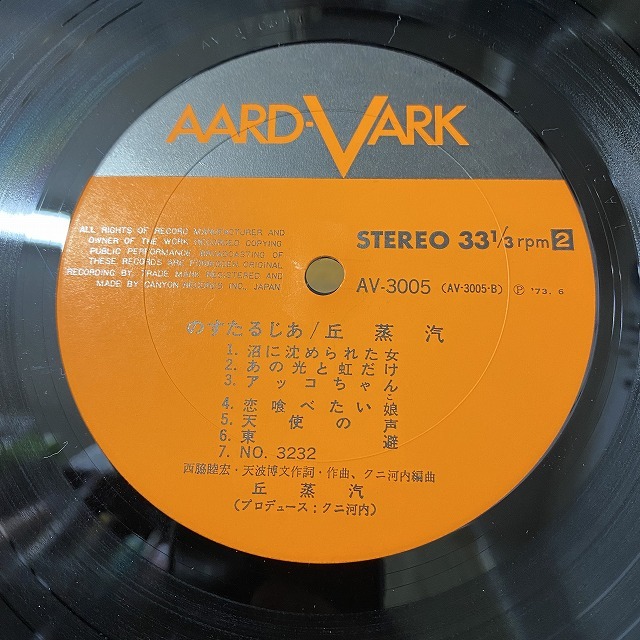 AARD-VARK
ALL RIGHTS OF RECORD MANUFACTURER AND
OWNER OF THE WORK RECORDED COPYING
PUBLIC PERFORMANCE BROADCASTING OF
THESE RECORDS ARE FORBIDDEN ORIGINAL
RECORDING BY. TRADE MARK REGISTERED AND
MADE BY CANYON RECORDS INC., JAPAN
STEREO 33 1/3 rpm 2
AV-3005 (AV-3005-B) Ⓟ '73. 6
のすたるじあ/丘 蒸 汽
1. 沼に沈められた女
2. あの光と虹だけ
3. アッコちゃん
4. 恋喰べたい娘
こ
5. 天使の声
6. 東 避
7. NO. 3232
西脇睦宏・天波博文作詞・作曲、クニ河内編曲
丘 蒸 汽
(プロデュース:クニ河内)